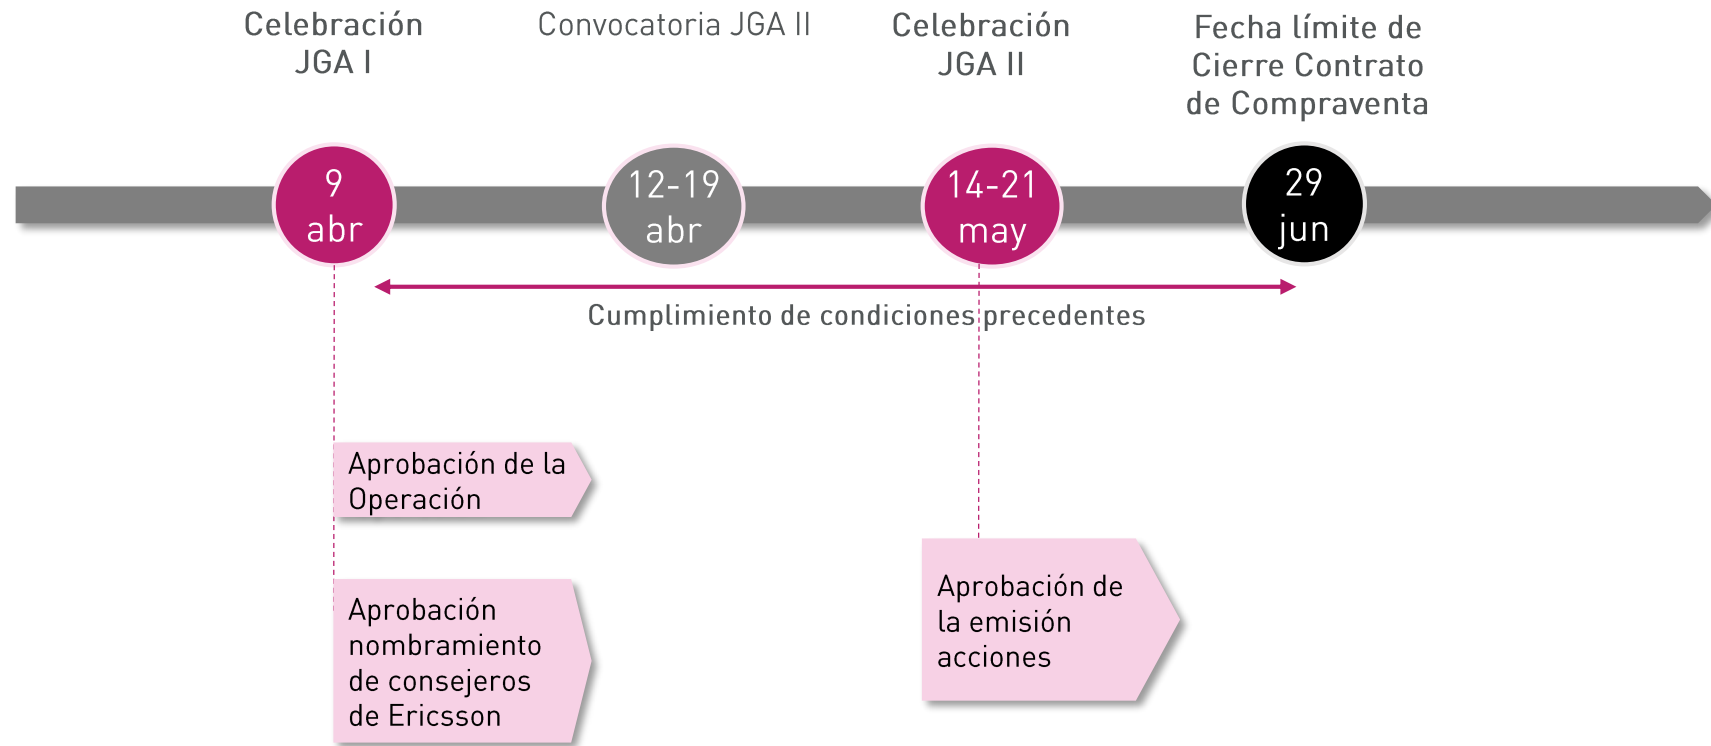 Celebración
JGA I
Convocatoria JGA II
Celebración
JGA II
Fecha límite de
Cierre Contrato
de Compraventa
9
abr
12-19
abr
14-21
may
29
jun
Cumplimiento de condiciones precedentes
Aprobación de la
Operación
Aprobación
nombramiento
de consejeros
de Ericsson
Aprobación de
la emisión
acciones